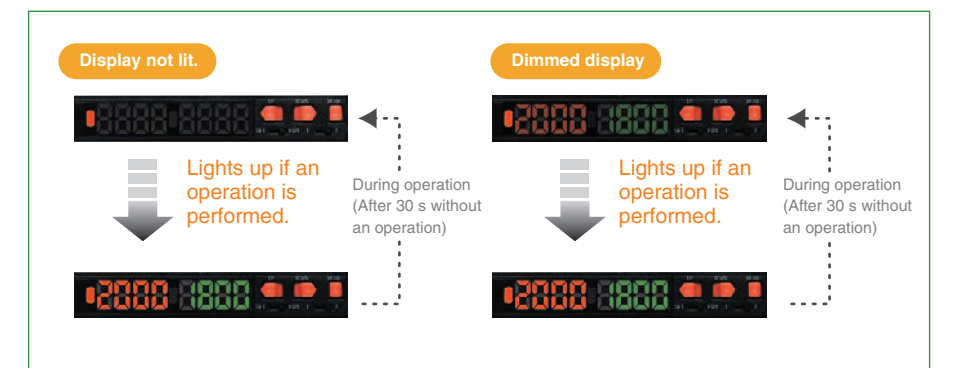 Display not lit.
Dimmed display
2000 1800
Lights up if an
operation is
performed.
During operation
(After 30 s without
an operation)
Lights up if an
operation is
performed.
During operation
(After 30 s without
an operation)
2000 1800
2000 1800